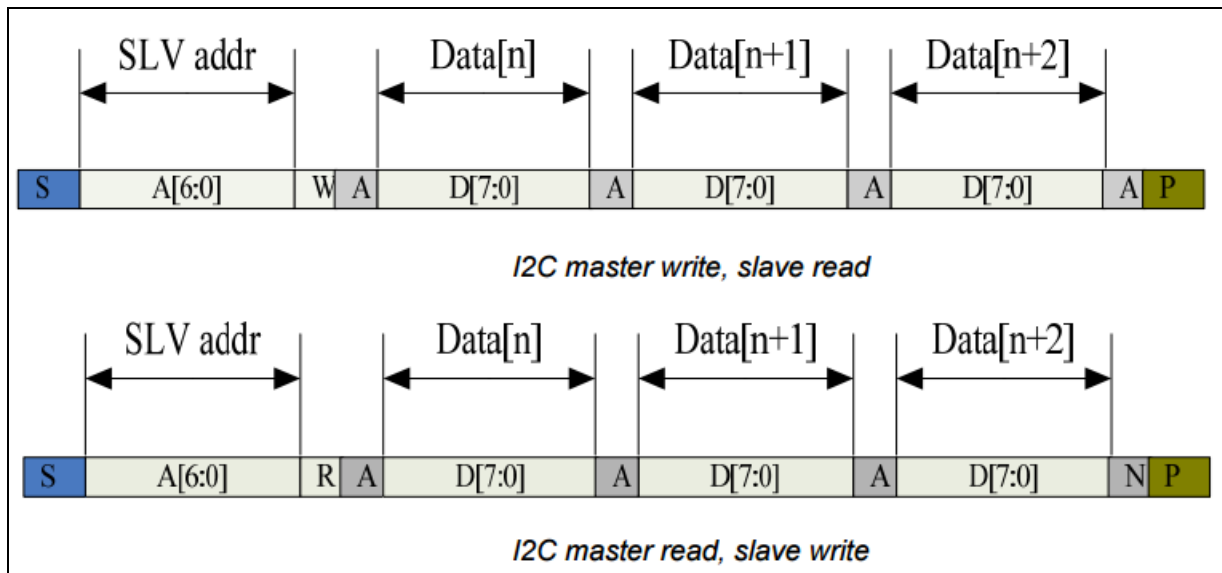 SLV addr Data[n] Data[n+1] Data[n+2]
S A[6:0] W A D[7:0] A D[7:0] A D[7:0] A P
I2C master write, slave read
SLV addr Data[n] Data[n+1] Data[n+2]
S A[6:0] R A D[7:0] A D[7:0] A D[7:0] N P
I2C master read, slave write